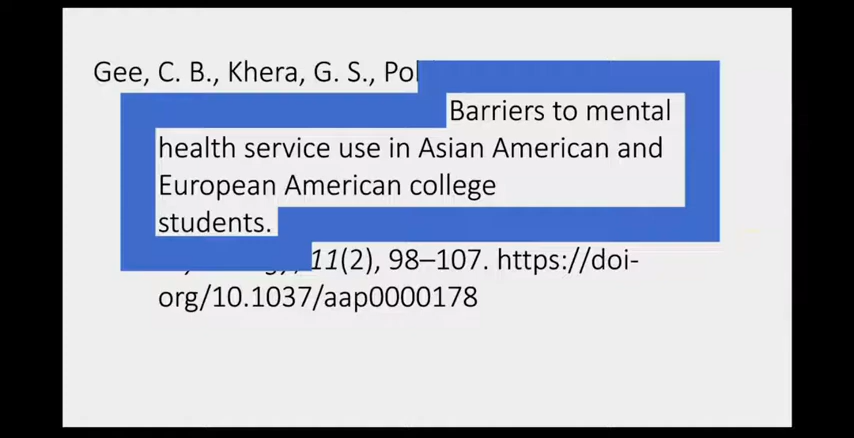 Gee, C. B., Khera, G. S.,
Barriers to mental
health service use in Asian American and
European American college
students.
11(2), 98–107. https://doi-
org/10.1037/aap0000178